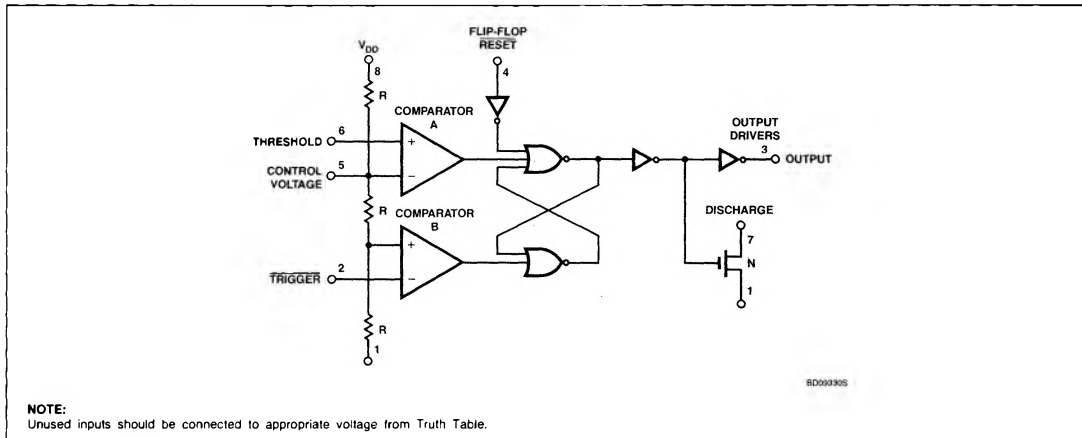 FLIP-FLOP
RESET
4
VDD
8
R
COMPARATOR
A
THRESHOLD
6
+
CONTROL
VOLTAGE
5
−
R
COMPARATOR
B
+
TRIGGER
2
−
R
1
OUTPUT
DRIVERS
3
OUTPUT
DISCHARGE
7
N
1
BD09330S
NOTE:
Unused inputs should be connected to appropriate voltage from Truth Table.